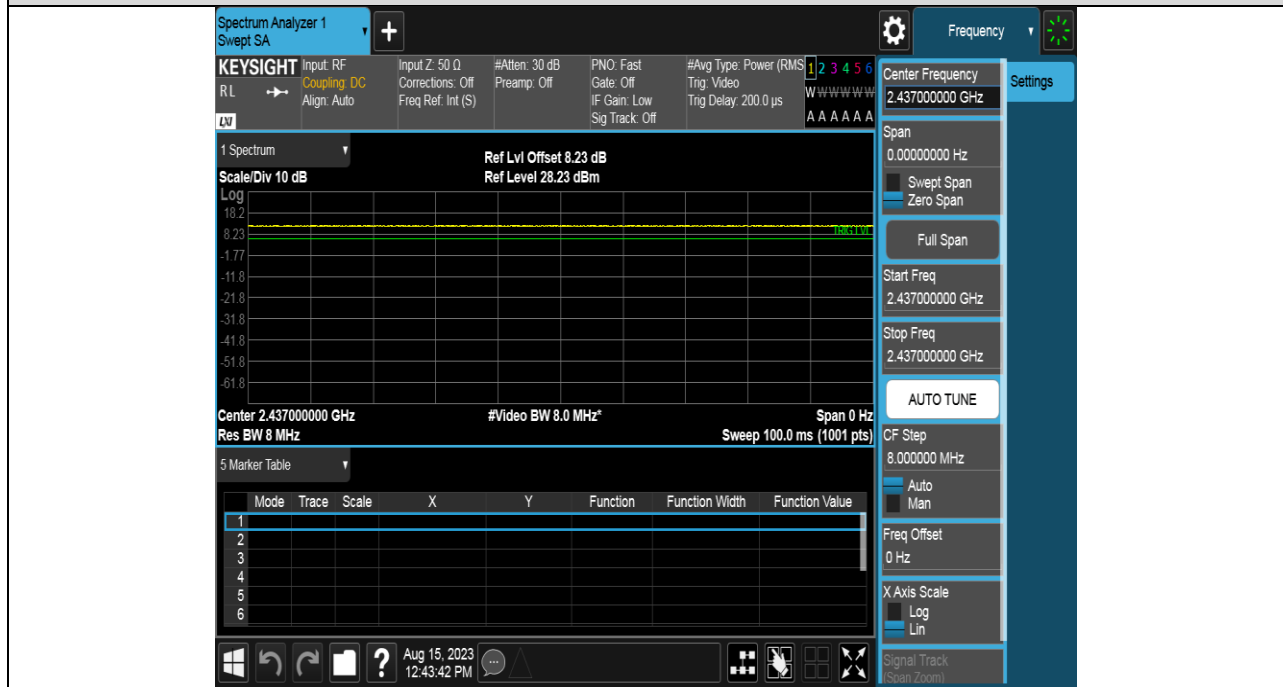 Spectrum Analyzer 1
Swept SA
Frequency
KEYSIGHT
RL
LXI
Input: RF
Coupling: DC
Align: Auto
Input Z: 50 Ω
Corrections: Off
Freq Ref: Int (S)
#Atten: 30 dB
Preamp: Off
PNO: Fast
Gate: Off
IF Gain: Low
Sig Track: Off
#Avg Type: Power (RMS
Trig: Video
Trig Delay: 200.0 µs
1 2 3 4 5 6
W W W W W W
A A A A A A
1 Spectrum
Scale/Div 10 dB
Ref Lvl Offset 8.23 dB
Ref Level 28.23 dBm
Log
18.2
8.23
-1.77
-11.8
-21.8
-31.8
-41.8
-51.8
-61.8
TRIG LVL
Center 2.437000000 GHz
#Video BW 8.0 MHz*
Span 0 Hz
Res BW 8 MHz
Sweep 100.0 ms (1001 pts)
5 Marker Table
Mode Trace Scale X Y Function Function Width Function Value
1
2
3
4
5
6
Aug 15, 2023
12:43:42 PM
Center Frequency
2.437000000 GHz
Settings
Span
0.00000000 Hz
Swept Span
Zero Span
Full Span
Start Freq
2.437000000 GHz
Stop Freq
2.437000000 GHz
AUTO TUNE
CF Step
8.000000 MHz
Auto
Man
Freq Offset
0 Hz
X Axis Scale
Log
Lin
Signal Track
(Span Zoom)